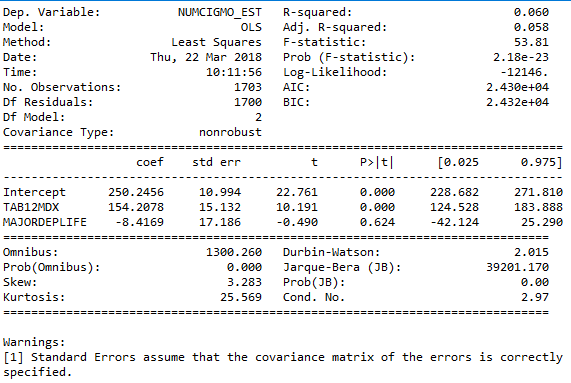 Dep. Variable: NUMCIGMO_EST R-squared: 0.060
Model: OLS Adj. R-squared: 0.058
Method: Least Squares F-statistic: 53.81
Date: Thu, 22 Mar 2018 Prob (F-statistic): 2.18e-23
Time: 10:11:56 Log-Likelihood: -12146.
No. Observations: 1703 AIC: 2.430e+04
Df Residuals: 1700 BIC: 2.432e+04
Df Model: 2
Covariance Type: nonrobust
==============================================================================
coef std err t P>|t| [0.025 0.975]
------------------------------------------------------------------------------
Intercept 250.2456 10.994 22.761 0.000 228.682 271.810
TAB12MDX 154.2078 15.132 10.191 0.000 124.528 183.888
MAJORDEPLIFE -8.4169 17.186 -0.490 0.624 -42.124 25.290
==============================================================================
Omnibus: 1300.260 Durbin-Watson: 2.015
Prob(Omnibus): 0.000 Jarque-Bera (JB): 39201.170
Skew: 3.283 Prob(JB): 0.00
Kurtosis: 25.569 Cond. No. 2.97
==============================================================================
Warnings:
[1] Standard Errors assume that the covariance matrix of the errors is correctly
specified.